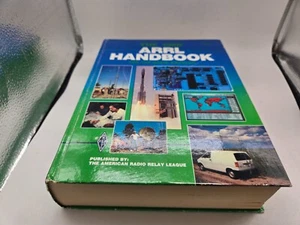 ARRL
HANDBOOK
PUBLISHED BY:
THE AMERICAN RADIO RELAY LEAGUE